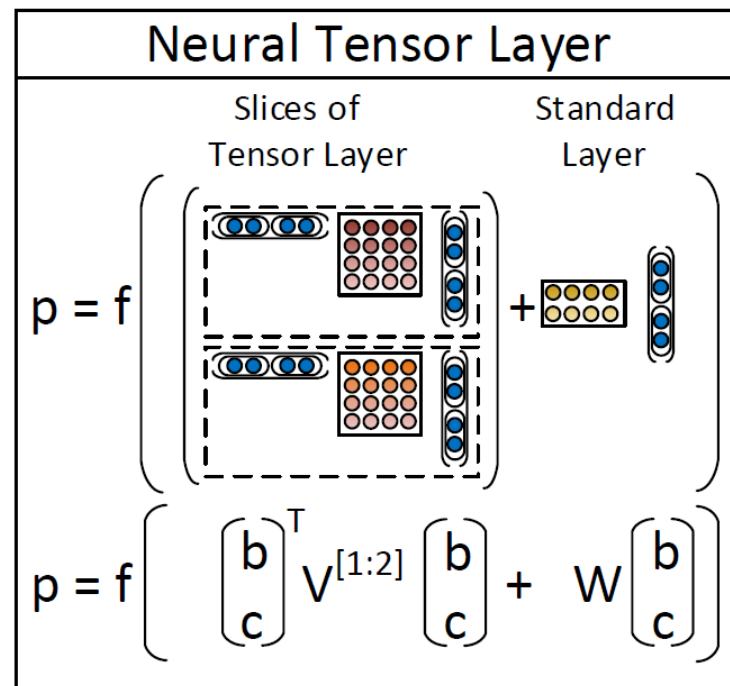 Neural Tensor Layer
Slices of Standard
Tensor Layer Layer
p = f +
p = f ( [b c]^T V^[1:2] [b c] + W [b c] )